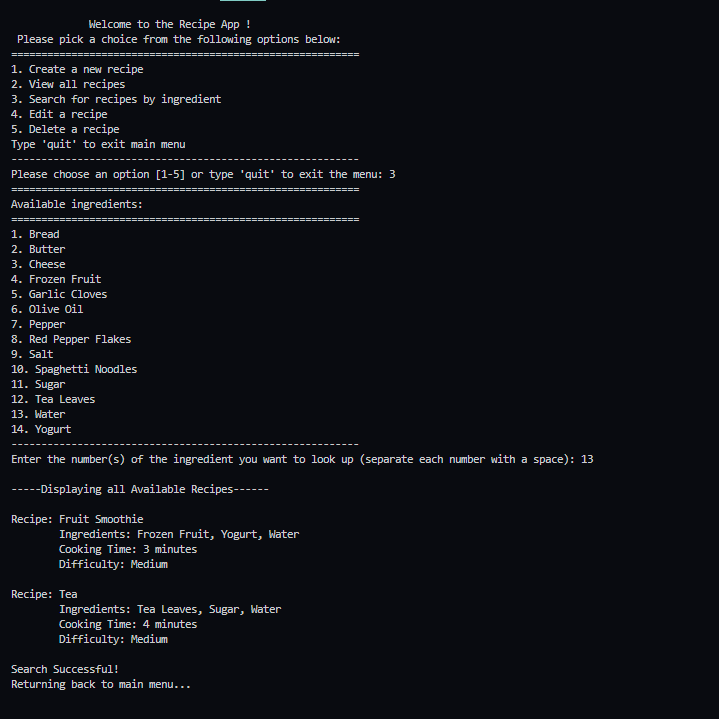 Welcome to the Recipe App !
Please pick a choice from the following options below:
==========================================================
1. Create a new recipe
2. View all recipes
3. Search for recipes by ingredient
4. Edit a recipe
5. Delete a recipe
Type 'quit' to exit main menu
----------------------------------------------------------
Please choose an option [1-5] or type 'quit' to exit the menu: 3
==========================================================
Available ingredients:
==========================================================
1. Bread
2. Butter
3. Cheese
4. Frozen Fruit
5. Garlic Cloves
6. Olive Oil
7. Pepper
8. Red Pepper Flakes
9. Salt
10. Spaghetti Noodles
11. Sugar
12. Tea Leaves
13. Water
14. Yogurt
----------------------------------------------------------
Enter the number(s) of the ingredient you want to look up (separate each number with a space): 13
-----Displaying all Available Recipes------
Recipe: Fruit Smoothie
Ingredients: Frozen Fruit, Yogurt, Water
Cooking Time: 3 minutes
Difficulty: Medium
Recipe: Tea
Ingredients: Tea Leaves, Sugar, Water
Cooking Time: 4 minutes
Difficulty: Medium
Search Successful!
Returning back to main menu...